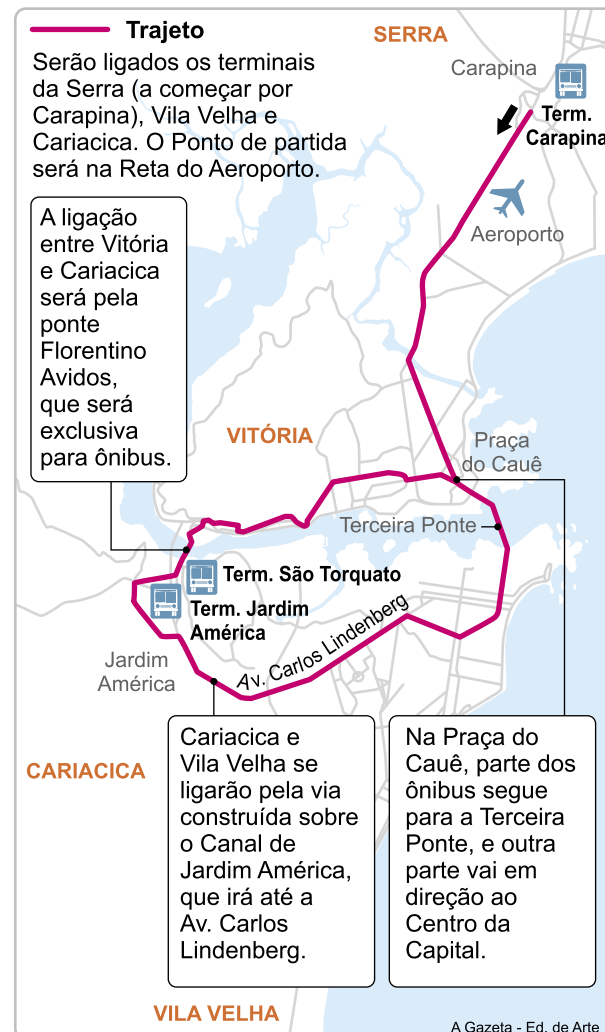 Trajeto
Serão ligados os terminais
da Serra (a começar por
Carapina), Vila Velha e
Cariacica. O Ponto de partida
será na Reta do Aeroporto.
SERRA
Carapina
Term.
Carapina
Aeroporto
A ligação
entre Vitória
e Cariacica
será pela
ponte
Florentino
Avidos,
que será
exclusiva
para ônibus.
VITÓRIA
Praça
do Cauê
Terceira Ponte
Term. São Torquato
Term. Jardim
América
Av. Carlos Lindenberg
Jardim
América
CARIACICA
Cariacica e
Vila Velha se
ligarão pela via
construída sobre
o Canal de
Jardim América,
que irá até a
Av. Carlos
Lindenberg.
Na Praça do
Cauê, parte dos
ônibus segue
para a Terceira
Ponte, e outra
parte vai em
direção ao
Centro da
Capital.
VILA VELHA
A Gazeta - Ed. de Arte